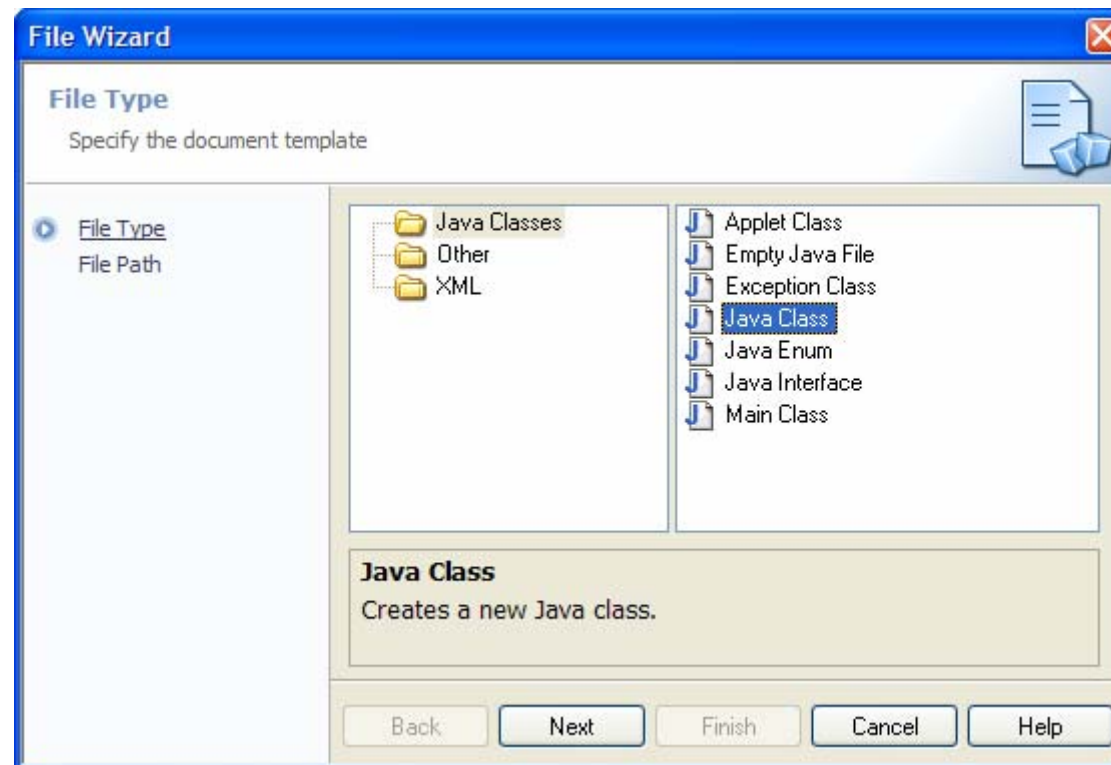 File Wizard
File Type
Specify the document template
File Type
File Path
Java Classes
Other
XML
Applet Class
Empty Java File
Exception Class
Java Class
Java Enum
Java Interface
Main Class
Java Class
Creates a new Java class.
Back
Next
Finish
Cancel
Help